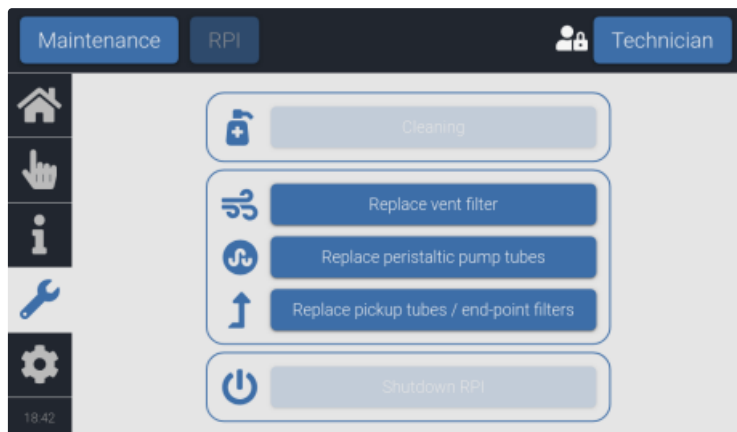 Maintenance
RPI
Technician
Cleaning
Replace vent filter
Replace peristaltic pump tubes
Replace pickup tubes / end-point filters
Shutdown RPI
18:42